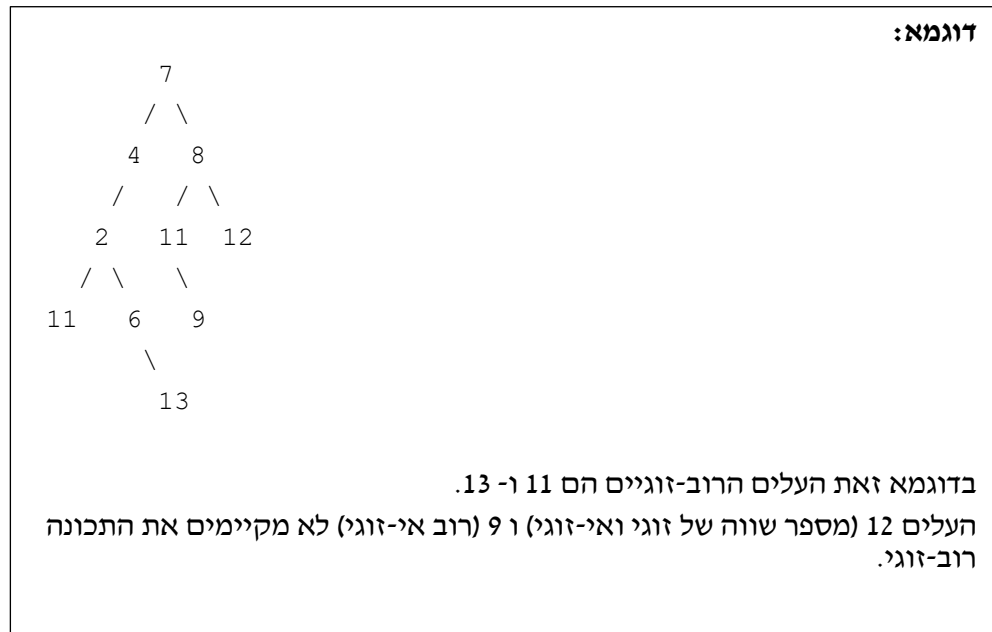 דוגמא:
7
/ \
4 8
/ / \
2 11 12
/ \ \
11 6 9
\
13
בדוגמא זאת העלים הרוב-זוגיים הם 11 ו- 13.
העלים 12 (מספר שווה של זוגי ואי-זוגי) ו 9 (רוב אי-זוגי) לא מקיימים את התכונה
רוב-זוגי.